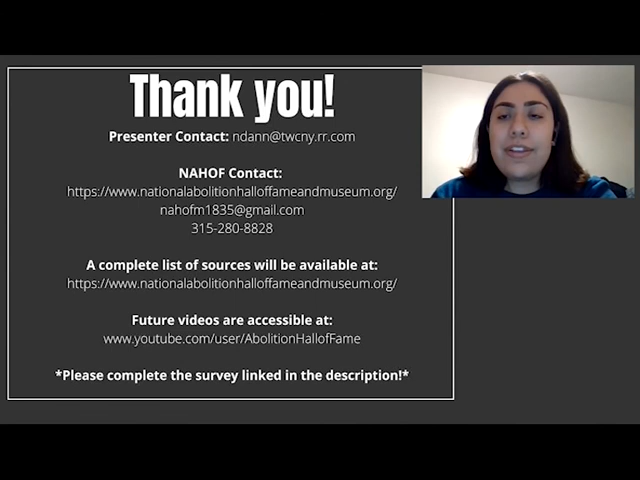 Thank you!
Presenter Contact: ndann@twcny.rr.com
NAHOF Contact:
https://www.nationalabolitionhalloffameandmuseum.org/
nahofm1835@gmail.com
315-280-8828
A complete list of sources will be available at:
https://www.nationalabolitionhalloffameandmuseum.org/
Future videos are accessible at:
www.youtube.com/user/AbolitionHallofFame
*Please complete the survey linked in the description!*